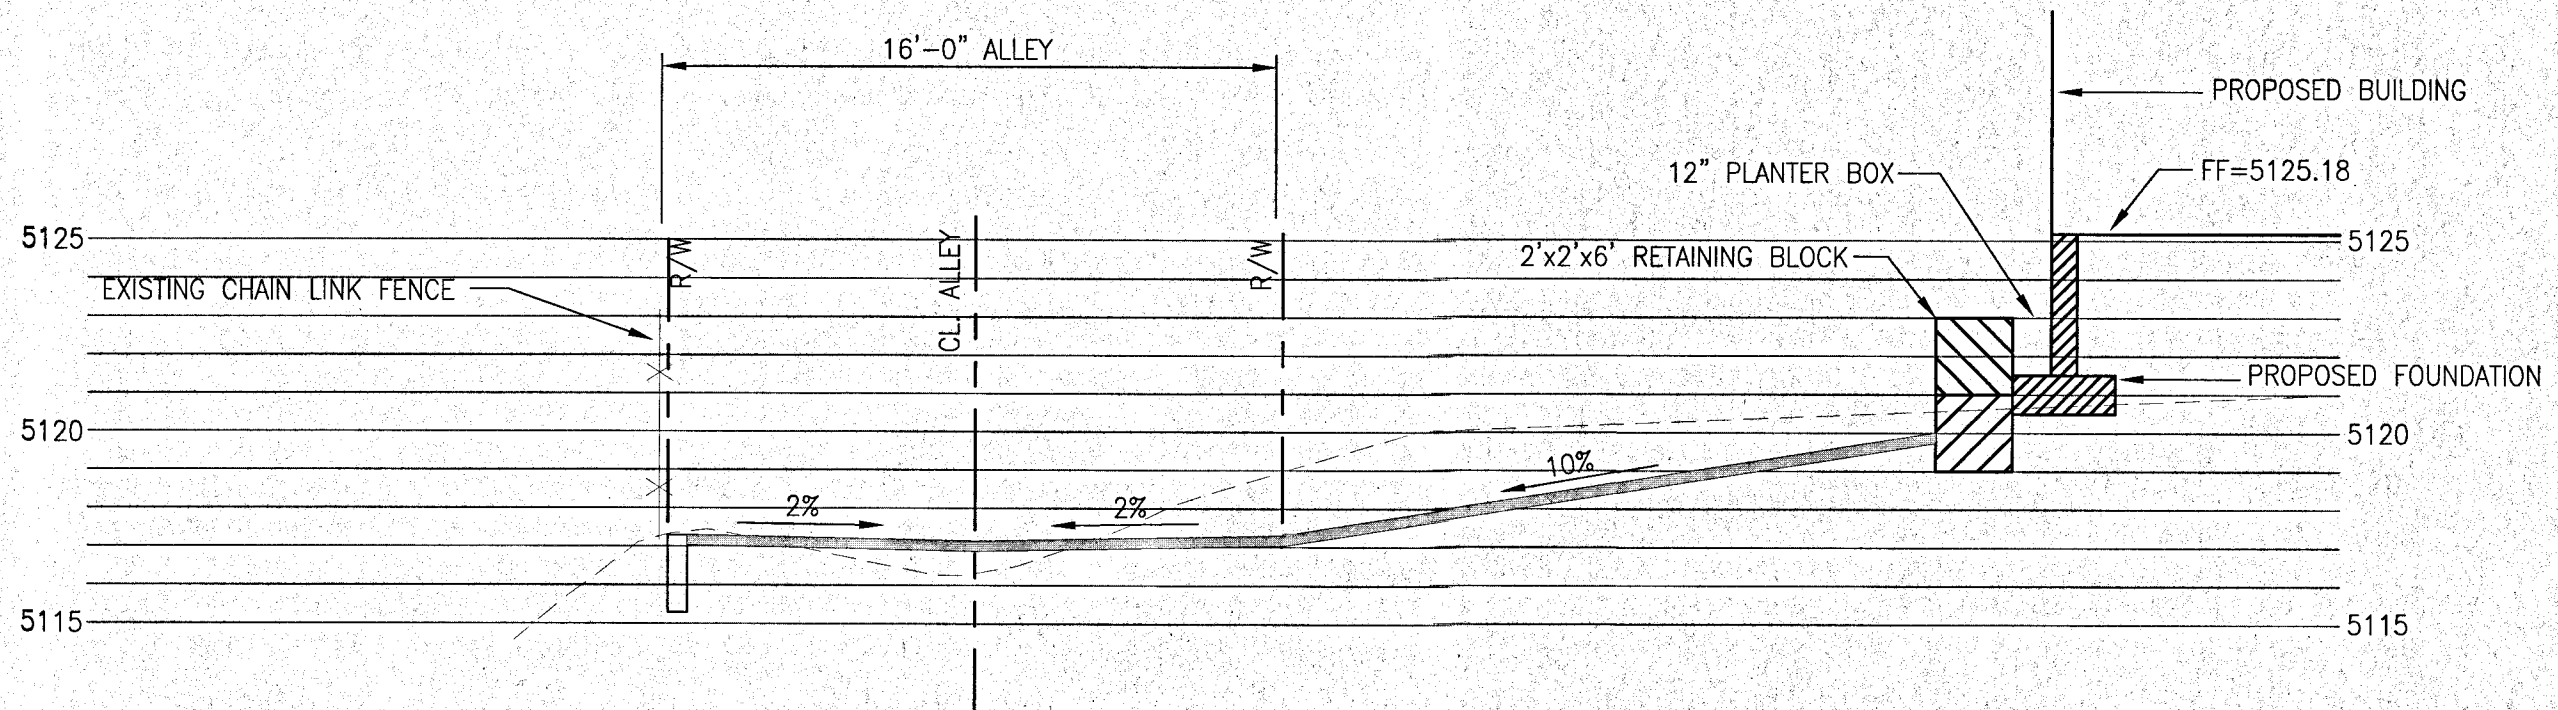 16'-0" ALLEY
PROPOSED BUILDING
12" PLANTER BOX
FF=5125.18
5125
R/W
CL. ALLEY
R/W
2'x2'x6' RETAINING BLOCK
5125
EXISTING CHAIN LINK FENCE
PROPOSED FOUNDATION
5120
5120
10%
2%
2%
5115
5115